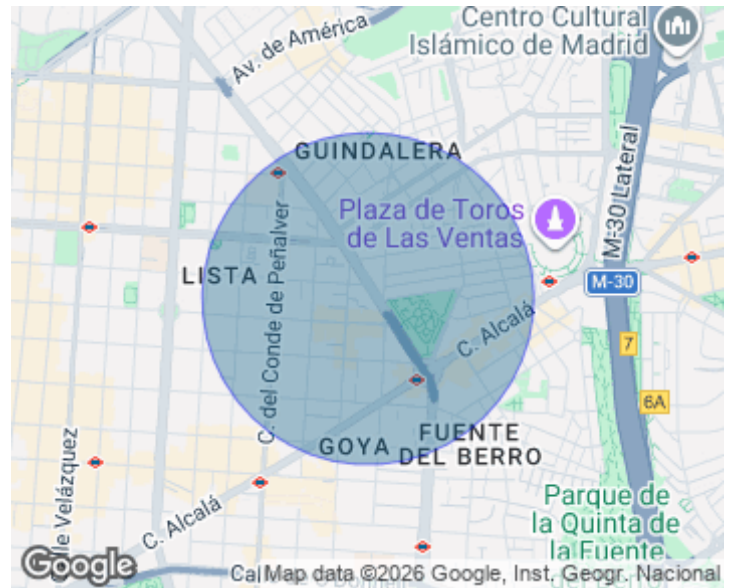 Centro Cultural
Islámico de Madrid
Av. de América
GUINDALERA
Plaza de Toros
de Las Ventas
M-30 Lateral
LISTA
C. del Conde de Peñalver
M-30
C. Alcalá
7
6A
GOYA
FUENTE
DEL BERRO
lle Velázquez
C. Alcalá
Parque de
la Quinta de
la Fuente
Google
Cal
Map data ©2026 Google, Inst. Geogr. Nacional